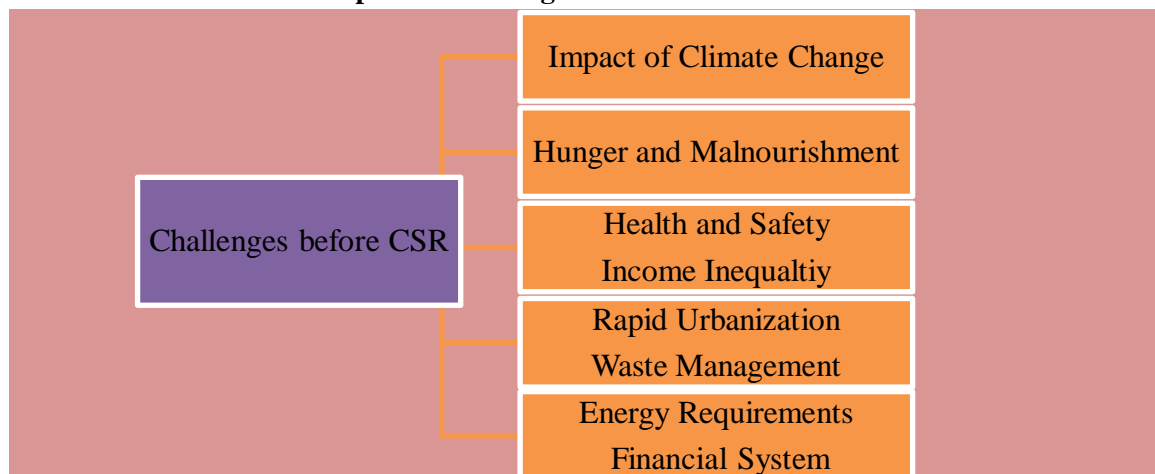 Challenges before CSR
Impact of Climate Change
Hunger and Malnourishment
Health and Safety
Income Inequaltiy
Rapid Urbanization
Waste Management
Energy Requirements
Financial System